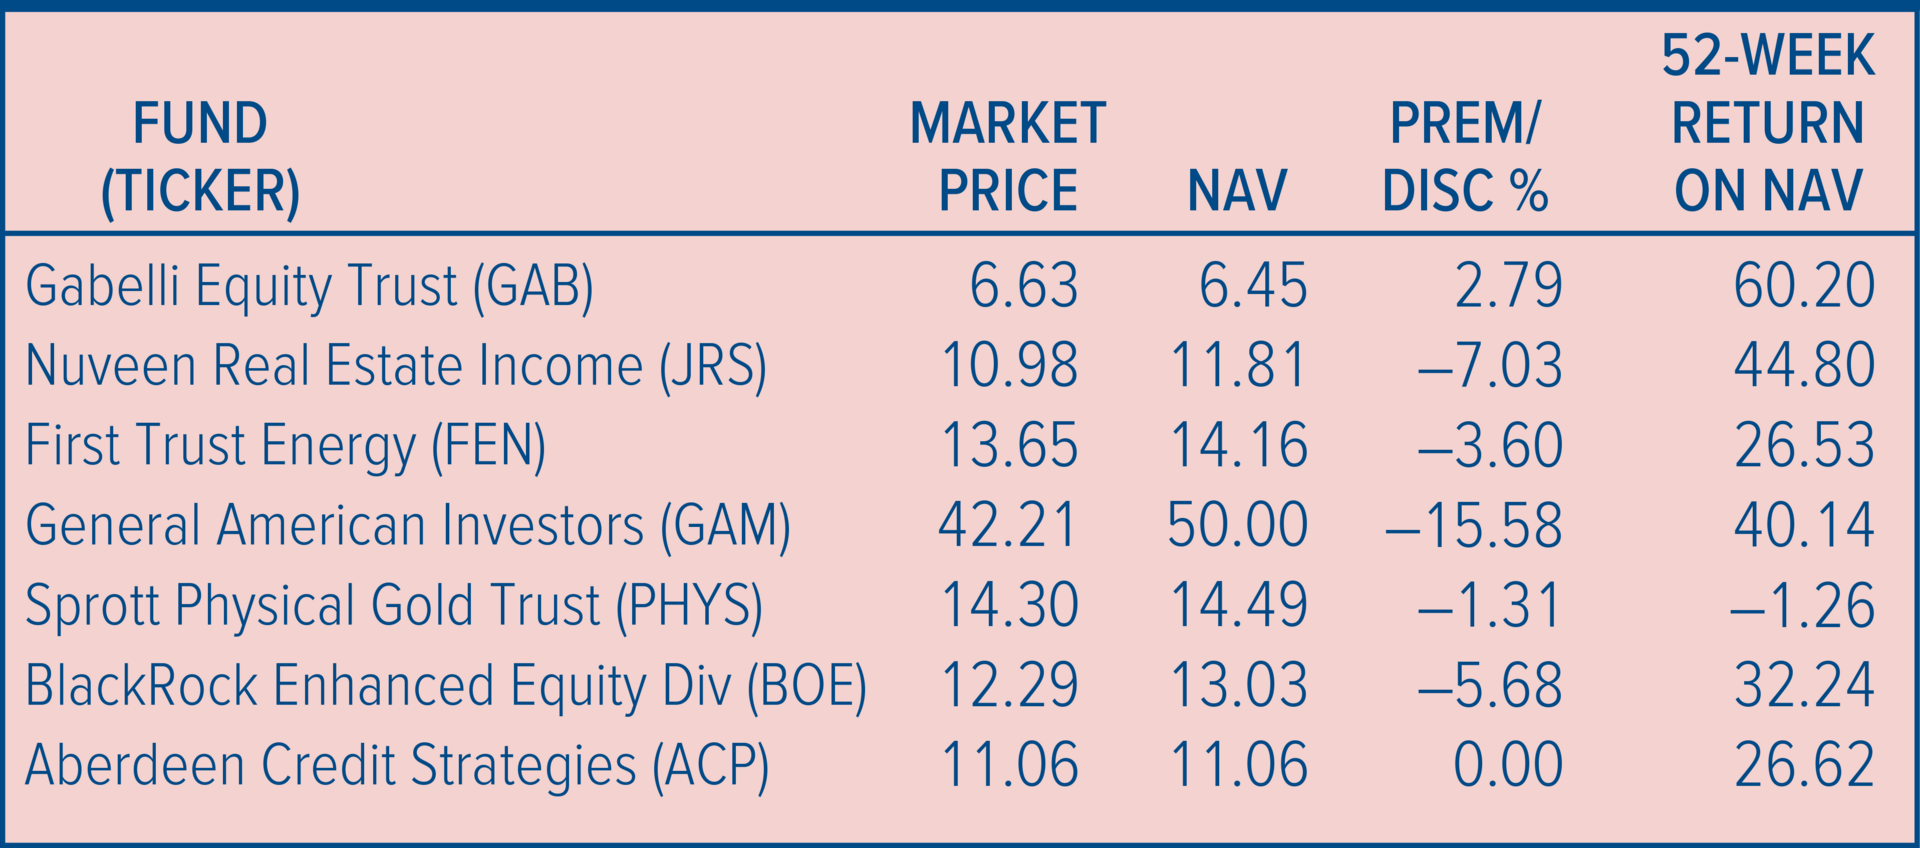 FUND (TICKER) MARKET PRICE NAV PREM/ DISC % 52-WEEK RETURN ON NAV
Gabelli Equity Trust (GAB) 6.63 6.45 2.79 60.20
Nuveen Real Estate Income (JRS) 10.98 11.81 –7.03 44.80
First Trust Energy (FEN) 13.65 14.16 –3.60 26.53
General American Investors (GAM) 42.21 50.00 –15.58 40.14
Sprott Physical Gold Trust (PHYS) 14.30 14.49 –1.31 –1.26
BlackRock Enhanced Equity Div (BOE) 12.29 13.03 –5.68 32.24
Aberdeen Credit Strategies (ACP) 11.06 11.06 0.00 26.62